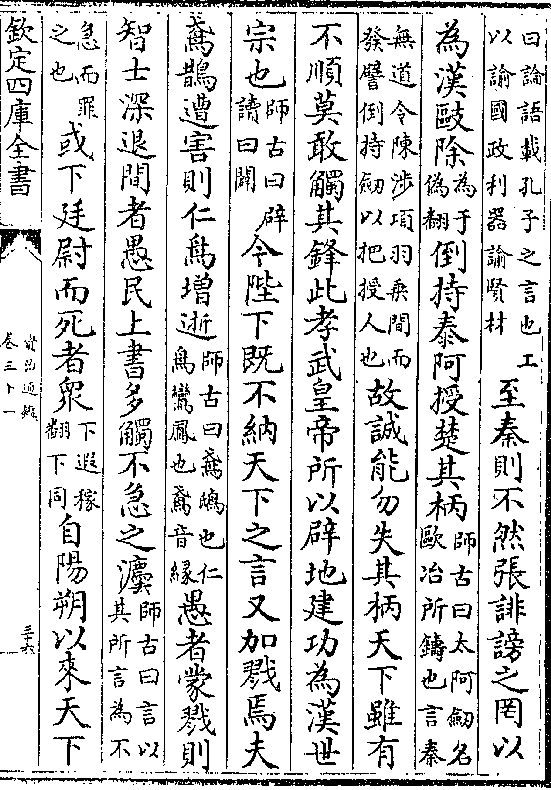 曰論語載孔子之言也工以諭國政利器諭賢材至秦則不然張誹謗之罔以
為漢敺除為于偽翻倒持泰阿授楚其柄師古曰太阿劔名歐冶所鑄也言秦
無道令陳涉項羽乗間而發譬倒持劔以把授人也故誠能勿失其柄天下雖有
不順莫敢觸其鋒此孝武皇帝所以辟地建功為漢世
宗也師古曰辟讀曰闢今陛下既不納天下之言又加戮焉夫
鳶鵲遭害則仁鳥増逝師古曰鳶鴟也仁鳥鸞鳳也鳶音縁愚者蒙戮則
智士深退間者愚民上書多觸不急之灋師古曰言以其所言為不
急而罪之也或下廷尉而死者衆下遐稼翻下同自陽朔以來天下
欽定四庫全書
資治通鑑
卷三十一
三十六